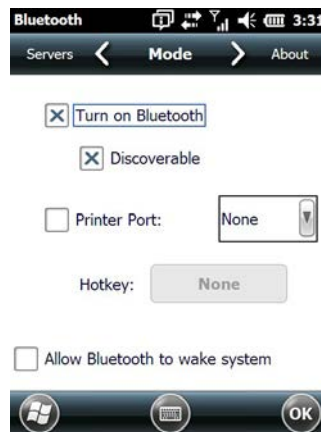 Bluetooth 3:31
Servers Mode About
Turn on Bluetooth
Discoverable
Printer Port: None
Hotkey: None
Allow Bluetooth to wake system
OK